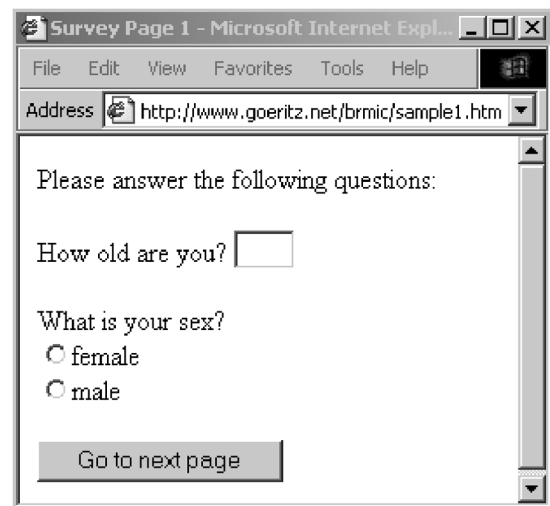 Survey Page 1 - Microsoft Internet Expl...
File Edit View Favorites Tools Help
Address http://www.goeritz.net/brmic/sample1.htm
Please answer the following questions:
How old are you?
What is your sex?
female
male
Go to next page